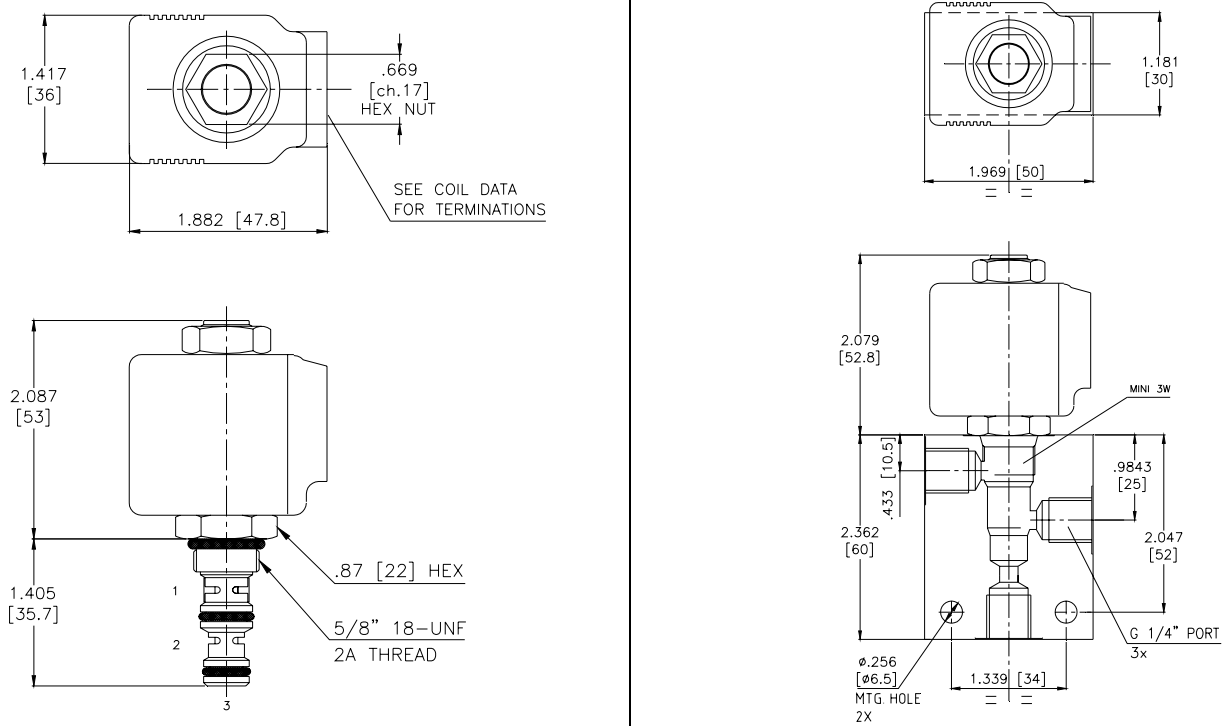 1.417
[36]
.669
[ch.17]
HEX NUT
SEE COIL DATA
FOR TERMINATIONS
1.882 [47.8]
2.087
[53]
1.405
[35.7]
1
2
3
.87 [22] HEX
5/8" 18-UNF
2A THREAD
1.181
[30]
1.969 [50]
2.079
[52.8]
MINI 3W
.433 [10.5]
.9843
[25]
2.362
[60]
2.047
[52]
G 1/4" PORT
3x
ø.256
[ø6.5]
MTG. HOLE
2X
1.339 [34]